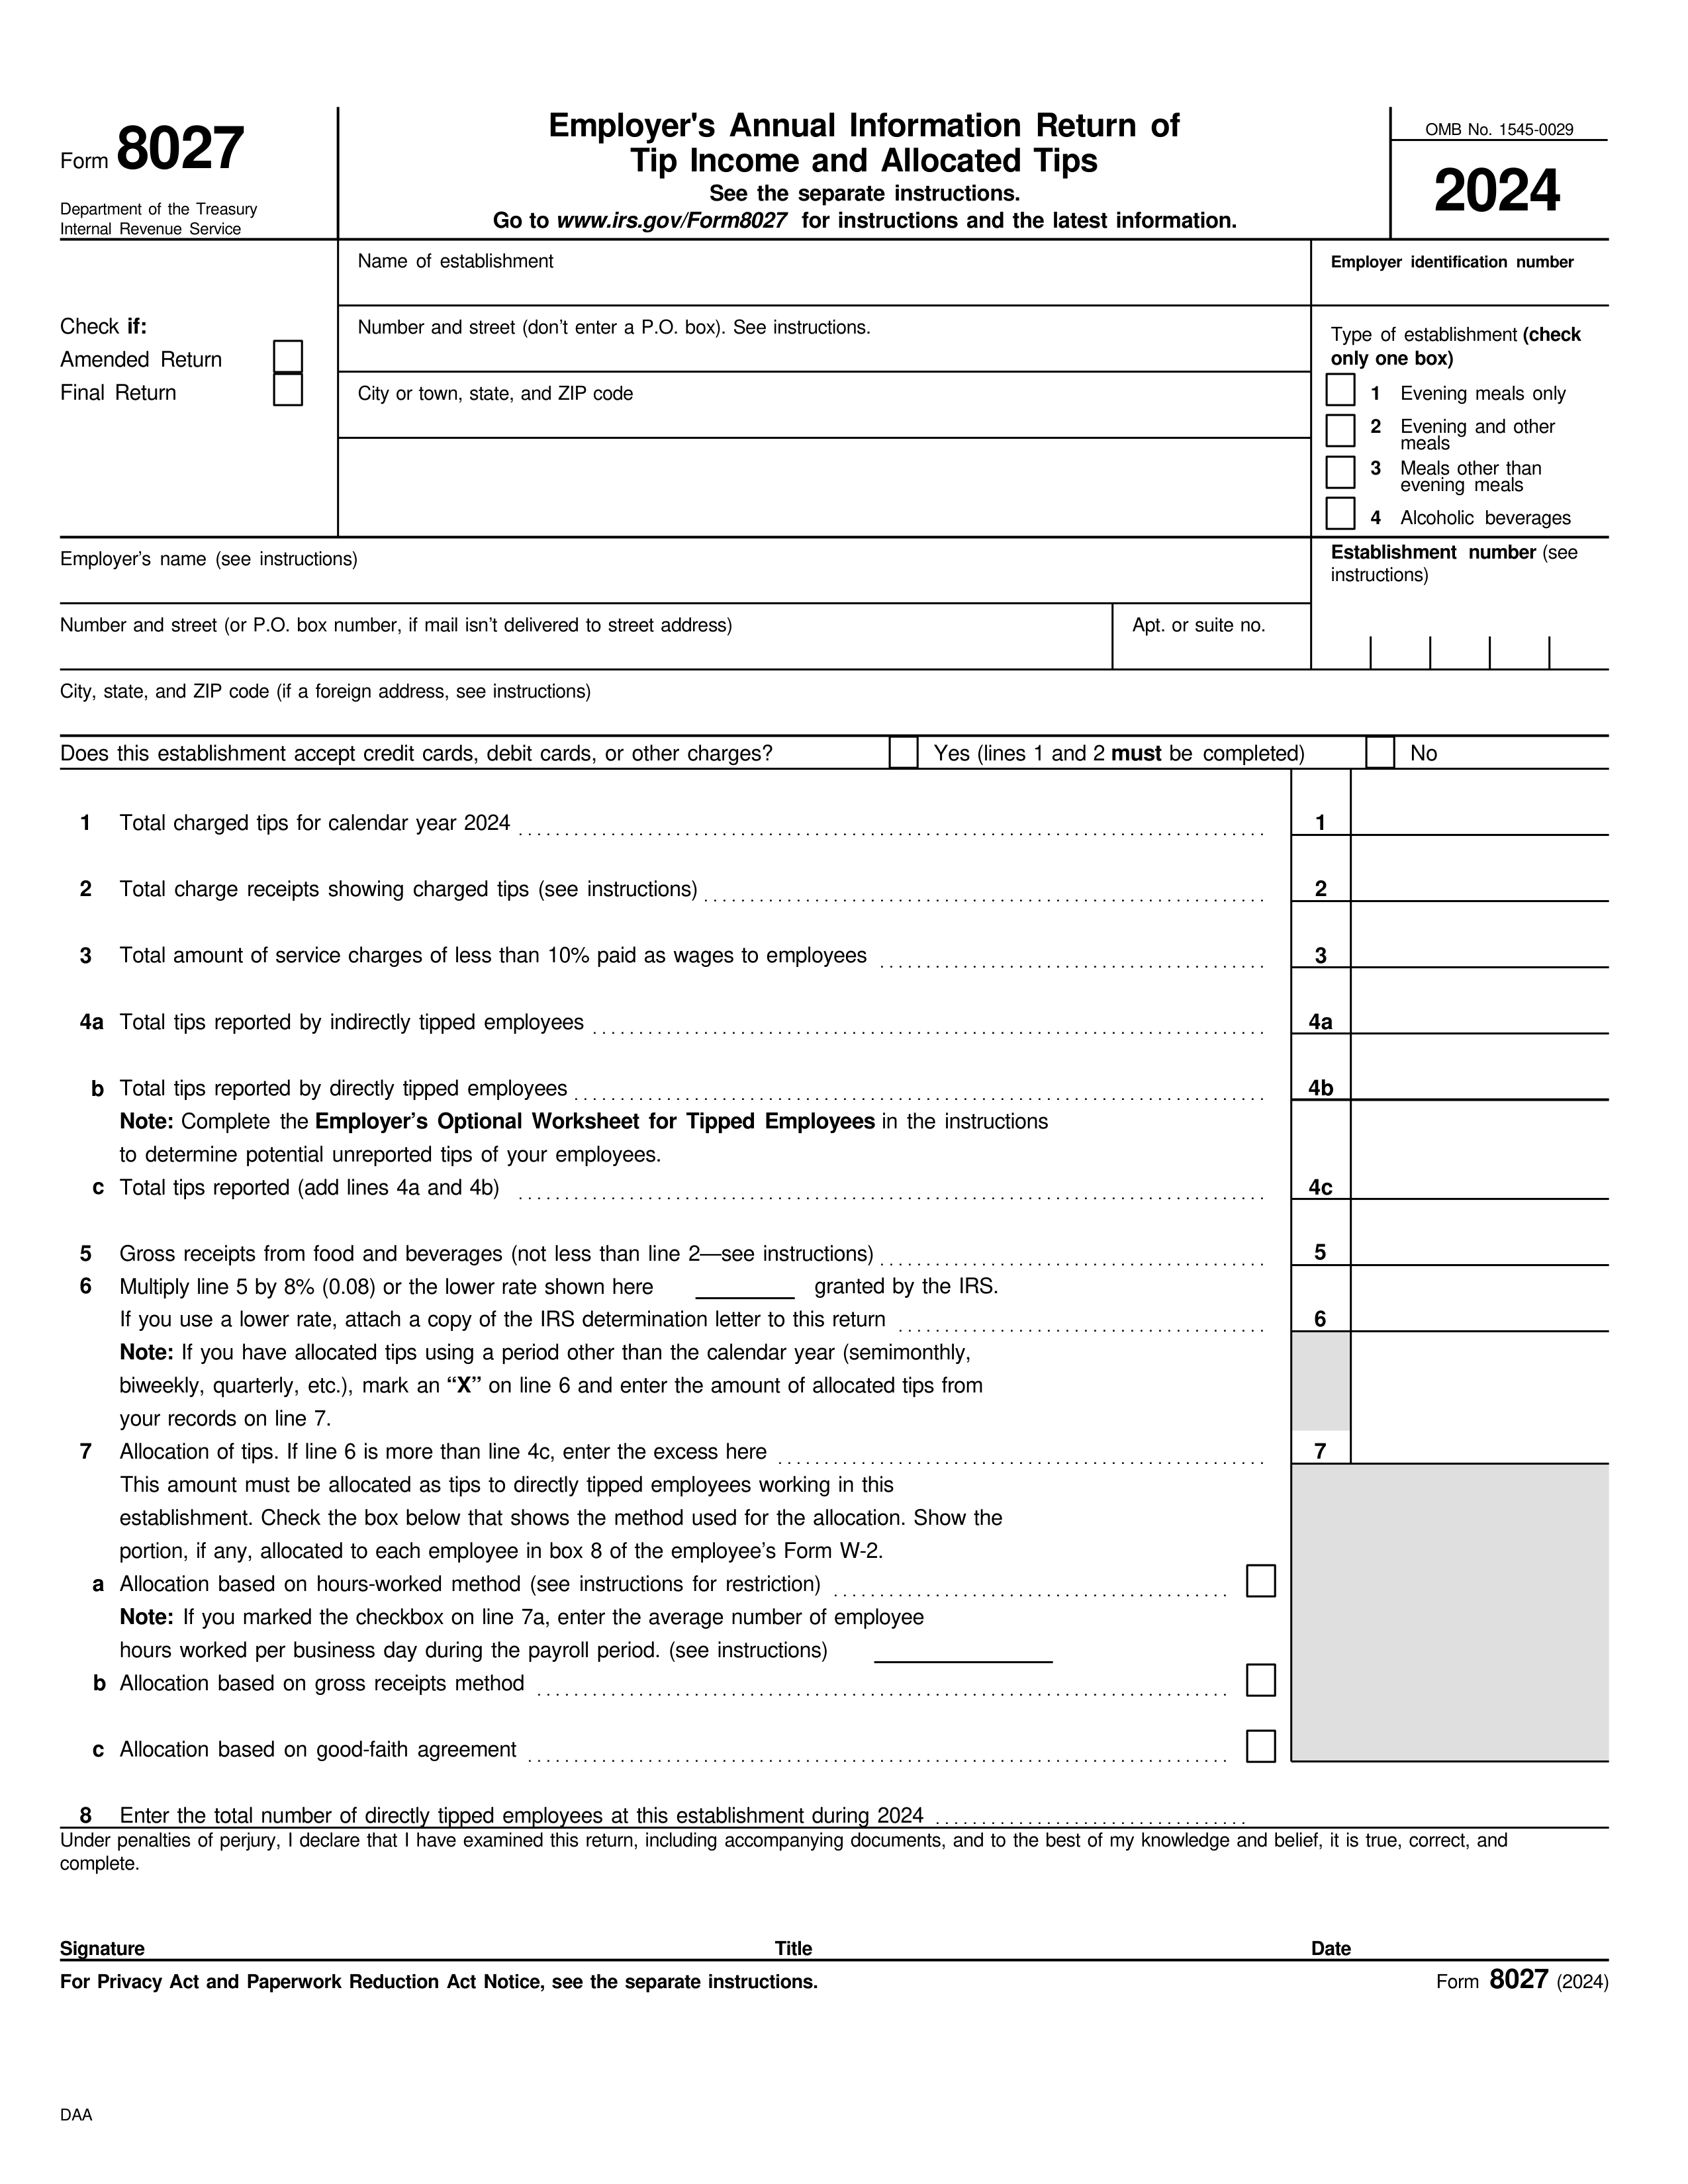 Form 8027
Department of the Treasury
Internal Revenue Service
Employer's Annual Information Return of
Tip Income and Allocated Tips
See the separate instructions.
Go to www.irs.gov/Form8027 for instructions and the latest information.
OMB No. 1545-0029
2024
Check if:
Amended Return
Final Return
Name of establishment
Number and street (don’t enter a P.O. box). See instructions.
City or town, state, and ZIP code
Employer identification number
Type of establishment (check
only one box)
1 Evening meals only
2 Evening and other
meals
3 Meals other than
evening meals
4 Alcoholic beverages
Employer’s name (see instructions)
Establishment number (see
instructions)
Number and street (or P.O. box number, if mail isn’t delivered to street address)
Apt. or suite no.
City, state, and ZIP code (if a foreign address, see instructions)
Does this establishment accept credit cards, debit cards, or other charges? Yes (lines 1 and 2 must be completed) No
1 Total charged tips for calendar year 2024 1
2 Total charge receipts showing charged tips (see instructions) 2
3 Total amount of service charges of less than 10% paid as wages to employees 3
4a Total tips reported by indirectly tipped employees 4a
b Total tips reported by directly tipped employees 4b
Note: Complete the Employer’s Optional Worksheet for Tipped Employees in the instructions
to determine potential unreported tips of your employees.
c Total tips reported (add lines 4a and 4b) 4c
5 Gross receipts from food and beverages (not less than line 2—see instructions) 5
6 Multiply line 5 by 8% (0.08) or the lower rate shown here granted by the IRS.
If you use a lower rate, attach a copy of the IRS determination letter to this return 6
Note: If you have allocated tips using a period other than the calendar year (semimonthly,
biweekly, quarterly, etc.), mark an “X” on line 6 and enter the amount of allocated tips from
your records on line 7.
7 Allocation of tips. If line 6 is more than line 4c, enter the excess here 7
This amount must be allocated as tips to directly tipped employees working in this
establishment. Check the box below that shows the method used for the allocation. Show the
portion, if any, allocated to each employee in box 8 of the employee’s Form W-2.
a Allocation based on hours-worked method (see instructions for restriction)
Note: If you marked the checkbox on line 7a, enter the average number of employee
hours worked per business day during the payroll period. (see instructions)
b Allocation based on gross receipts method
c Allocation based on good-faith agreement
8 Enter the total number of directly tipped employees at this establishment during 2024
Under penalties of perjury, I declare that I have examined this return, including accompanying documents, and to the best of my knowledge and belief, it is true, correct, and
complete.
Signature Title Date
For Privacy Act and Paperwork Reduction Act Notice, see the separate instructions. Form 8027 (2024)
DAA